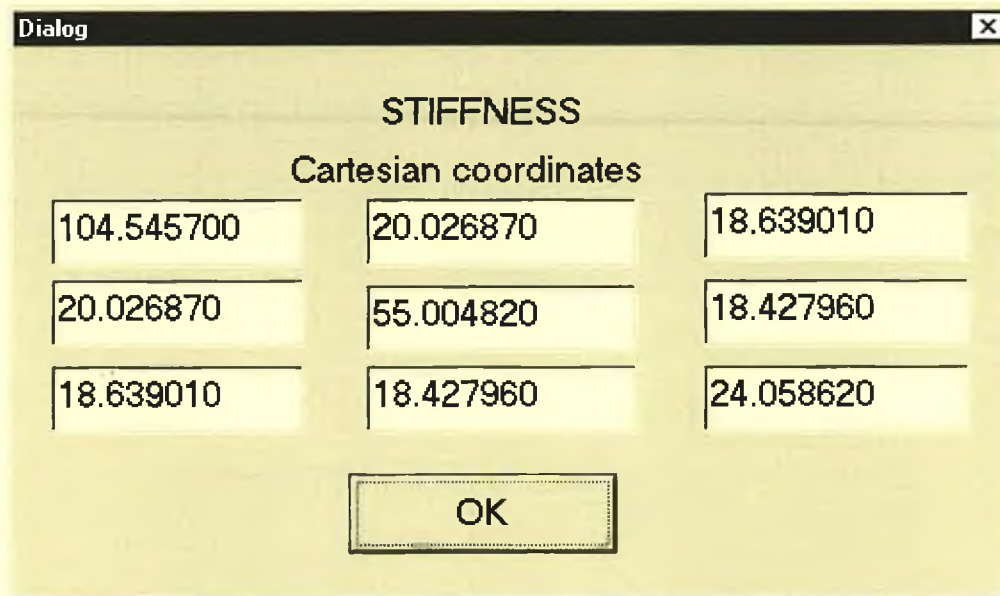 Dialog
STIFFNESS
Cartesian coordinates
104.545700 20.026870 18.639010
20.026870 55.004820 18.427960
18.639010 18.427960 24.058620
OK